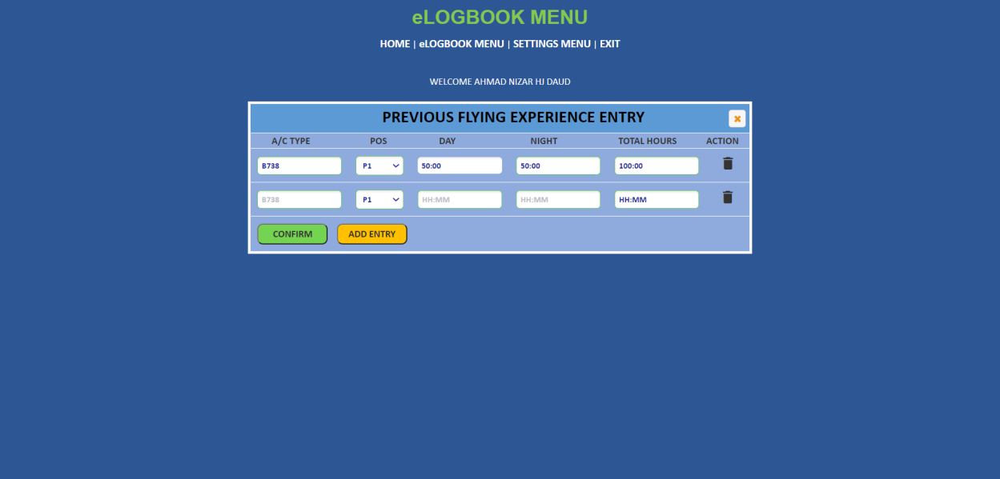 eLOGBOOK MENU
HOME | eLOGBOOK MENU | SETTINGS MENU | EXIT
WELCOME AHMAD NIZAR HJ DAUD
PREVIOUS FLYING EXPERIENCE ENTRY
A/C TYPE POS DAY NIGHT TOTAL HOURS ACTION
B738 P1 50:00 50:00 100:00
B738 P1 HH:MM HH:MM HH:MM
CONFIRM ADD ENTRY